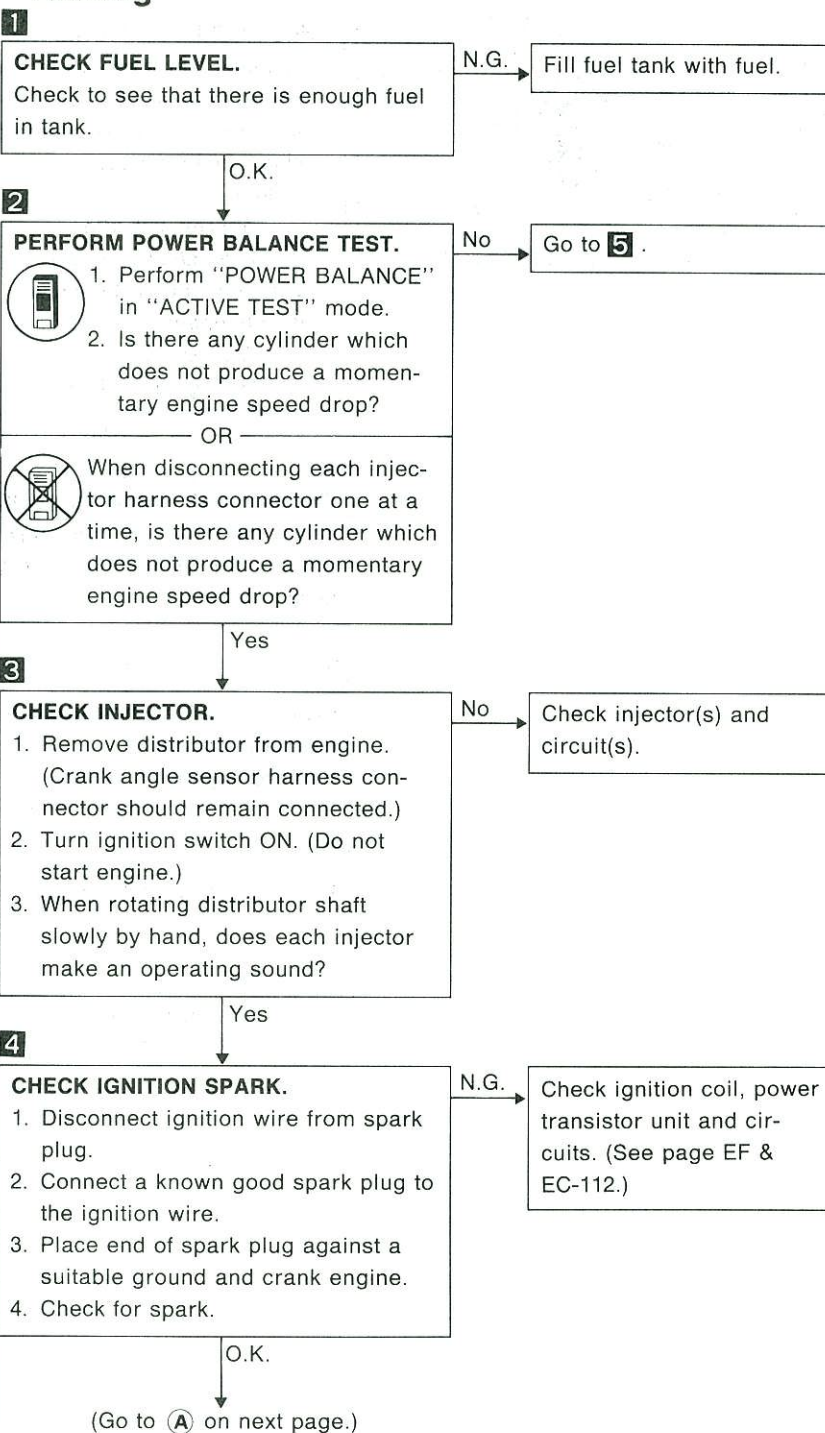 1
CHECK FUEL LEVEL.
Check to see that there is enough fuel
in tank.
N.G.
Fill fuel tank with fuel.
O.K.
2
PERFORM POWER BALANCE TEST.
1. Perform "POWER BALANCE"
in "ACTIVE TEST" mode.
2. Is there any cylinder which
does not produce a momen-
tary engine speed drop?
OR
When disconnecting each injec-
tor harness connector one at a
time, is there any cylinder which
does not produce a momentary
engine speed drop?
No
Go to 5 .
Yes
3
CHECK INJECTOR.
1. Remove distributor from engine.
(Crank angle sensor harness con-
nector should remain connected.)
2. Turn ignition switch ON. (Do not
start engine.)
3. When rotating distributor shaft
slowly by hand, does each injector
make an operating sound?
No
Check injector(s) and
circuit(s).
Yes
4
CHECK IGNITION SPARK.
1. Disconnect ignition wire from spark
plug.
2. Connect a known good spark plug to
the ignition wire.
3. Place end of spark plug against a
suitable ground and crank engine.
4. Check for spark.
N.G.
Check ignition coil, power
transistor unit and cir-
cuits. (See page EF &
EC-112.)
O.K.
(Go to A on next page.)